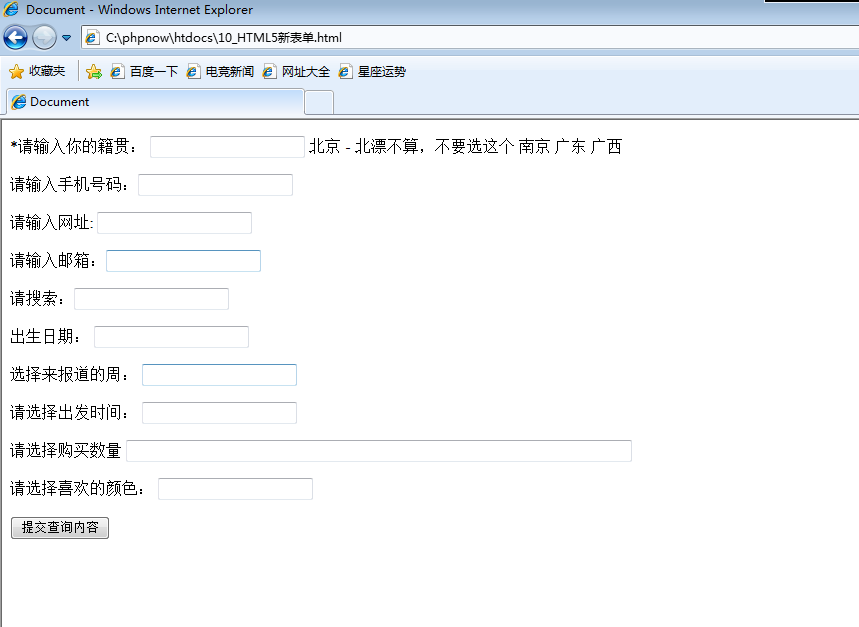 Document - Windows Internet Explorer
C:\phpnow\htdocs\10_HTML5新表单.html
收藏夹 百度一下 电竞新闻 网址大全 星座运势
Document
*请输入你的籍贯： 北京 - 北漂不算，不要选这个 南京 广东 广西
请输入手机号码：
请输入网址:
请输入邮箱：
请搜索：
出生日期：
选择来报道的周：
请选择出发时间：
请选择购买数量
请选择喜欢的颜色：
提交查询内容